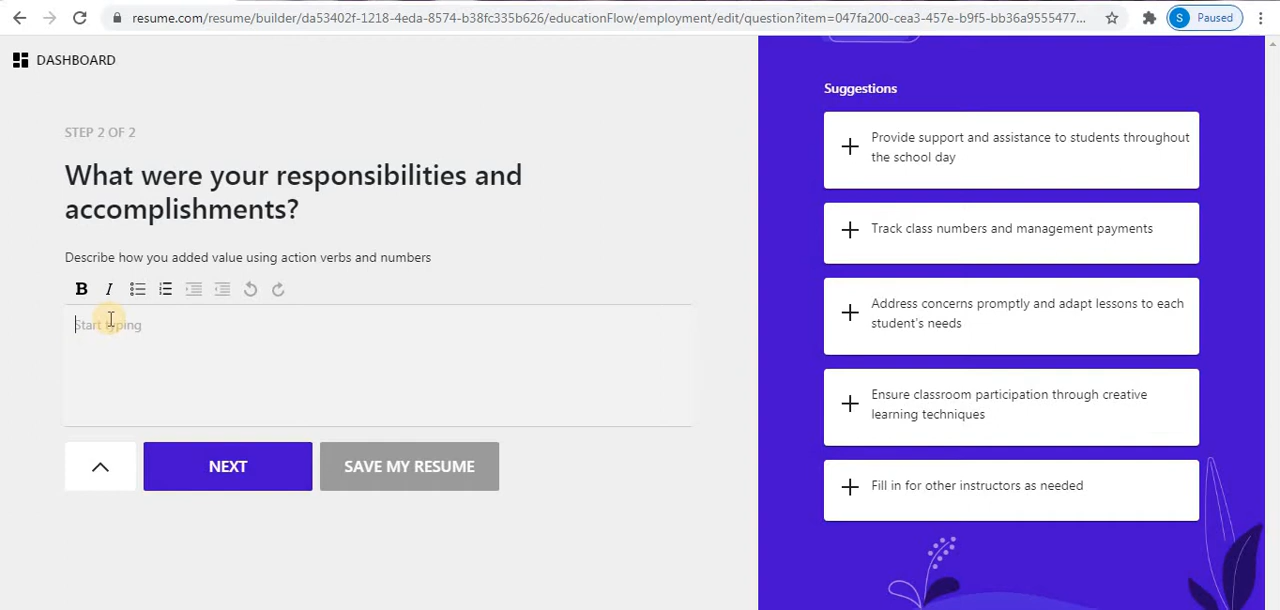 resume.com/resume/builder/da53402f-1218-4eda-8574-b38fc335b626/educationFlow/employment/edit/question?item=047fa200-cea3-457e-b9f5-bb36a9555477...
S Paused
DASHBOARD
STEP 2 OF 2
What were your responsibilities and
accomplishments?
Describe how you added value using action verbs and numbers
B I
Start typing
NEXT
SAVE MY RESUME
Suggestions
Provide support and assistance to students throughout
the school day
Track class numbers and management payments
Address concerns promptly and adapt lessons to each
student's needs
Ensure classroom participation through creative
learning techniques
Fill in for other instructors as needed